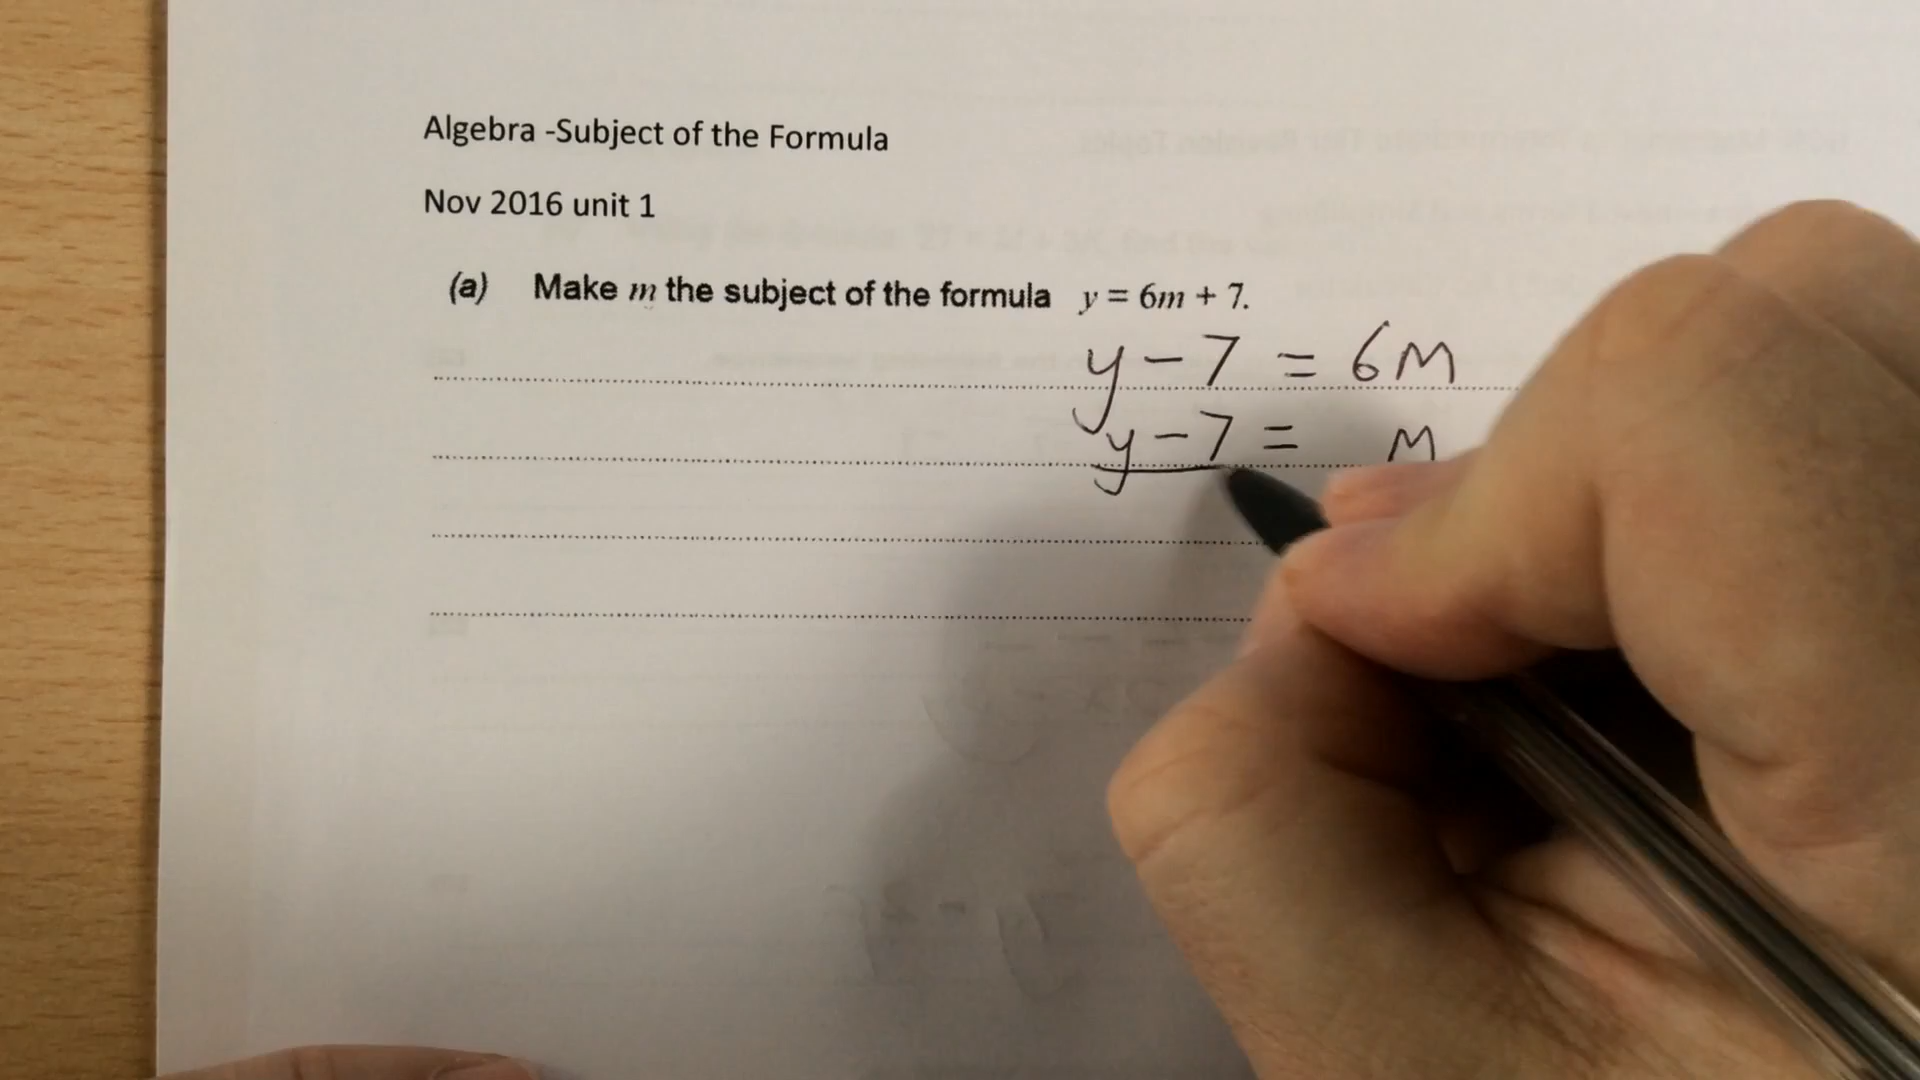 Algebra -Subject of the Formula
Nov 2016 unit 1
(a) Make m the subject of the formula y = 6m + 7.
y - 7 = 6M
y - 7 = M